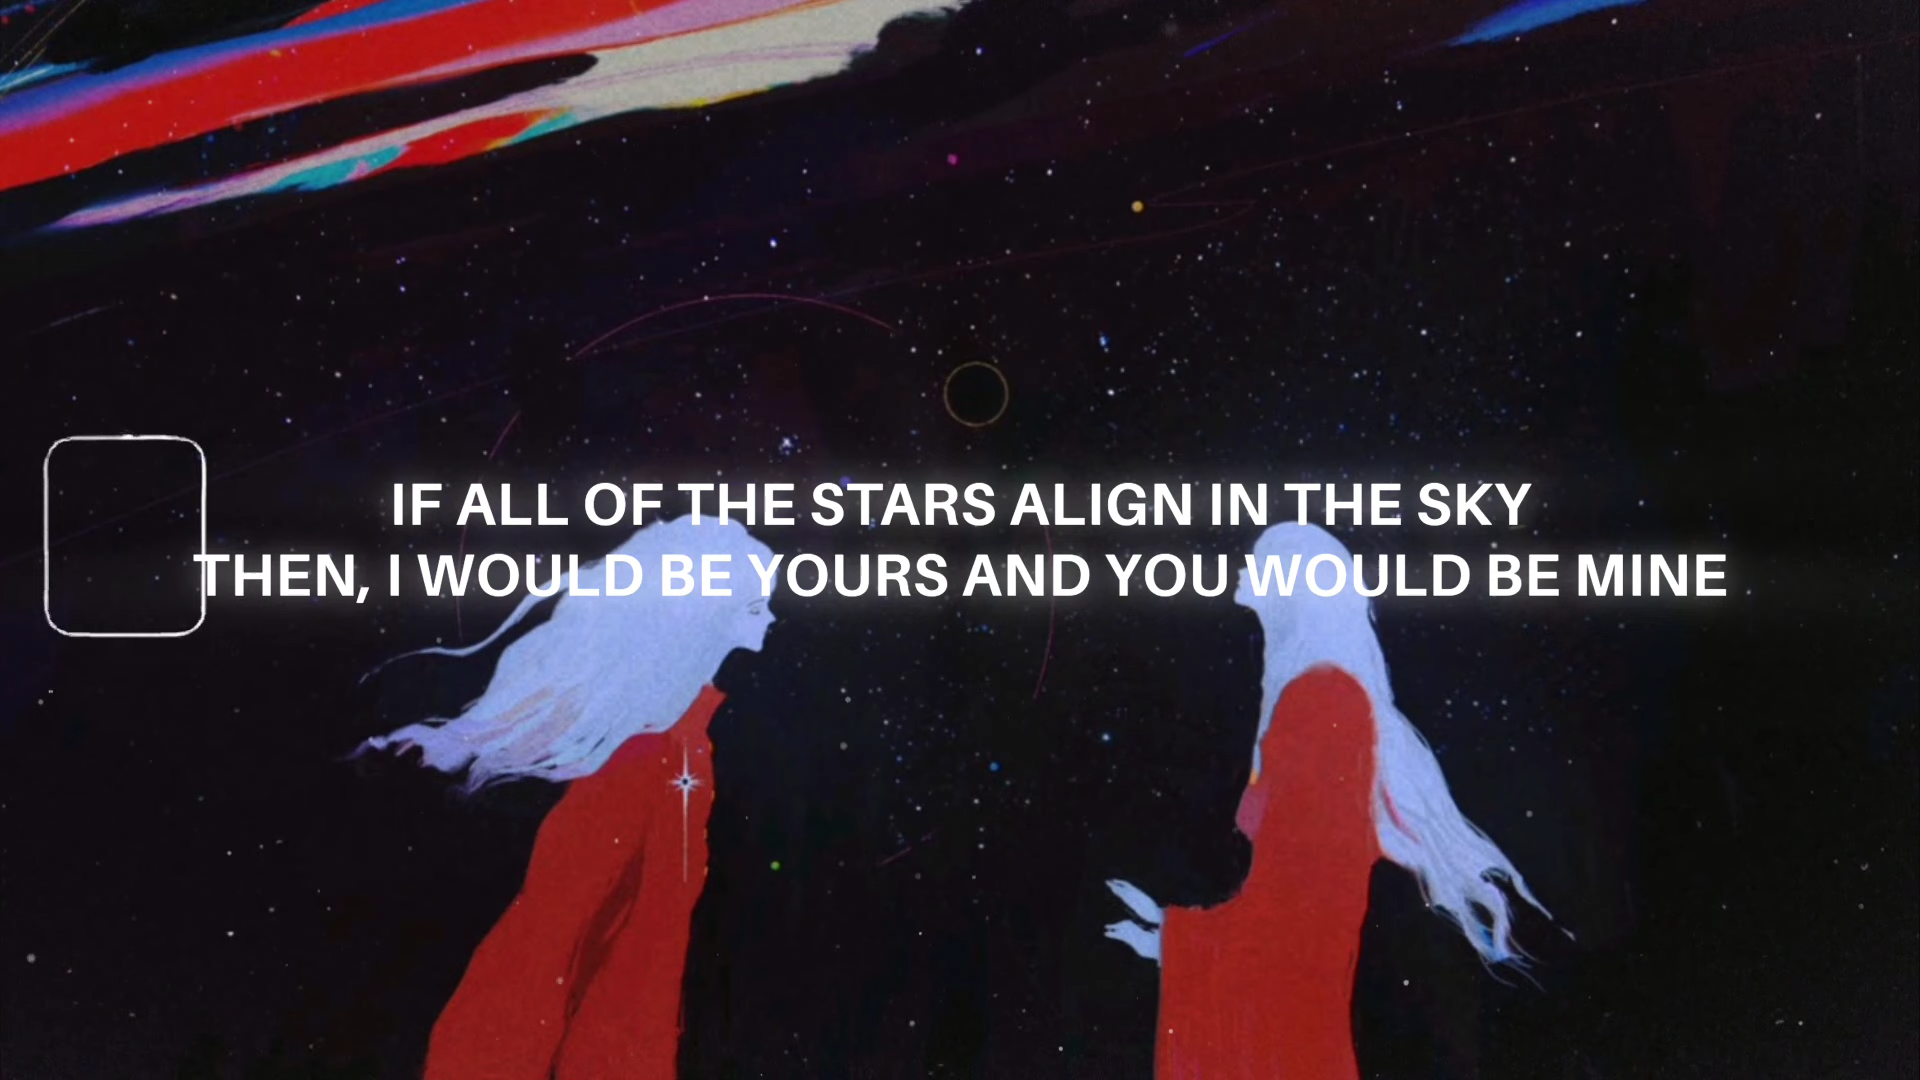 IF ALL OF THE STARS ALIGN IN THE SKY
THEN, I WOULD BE YOURS AND YOU WOULD BE MINE